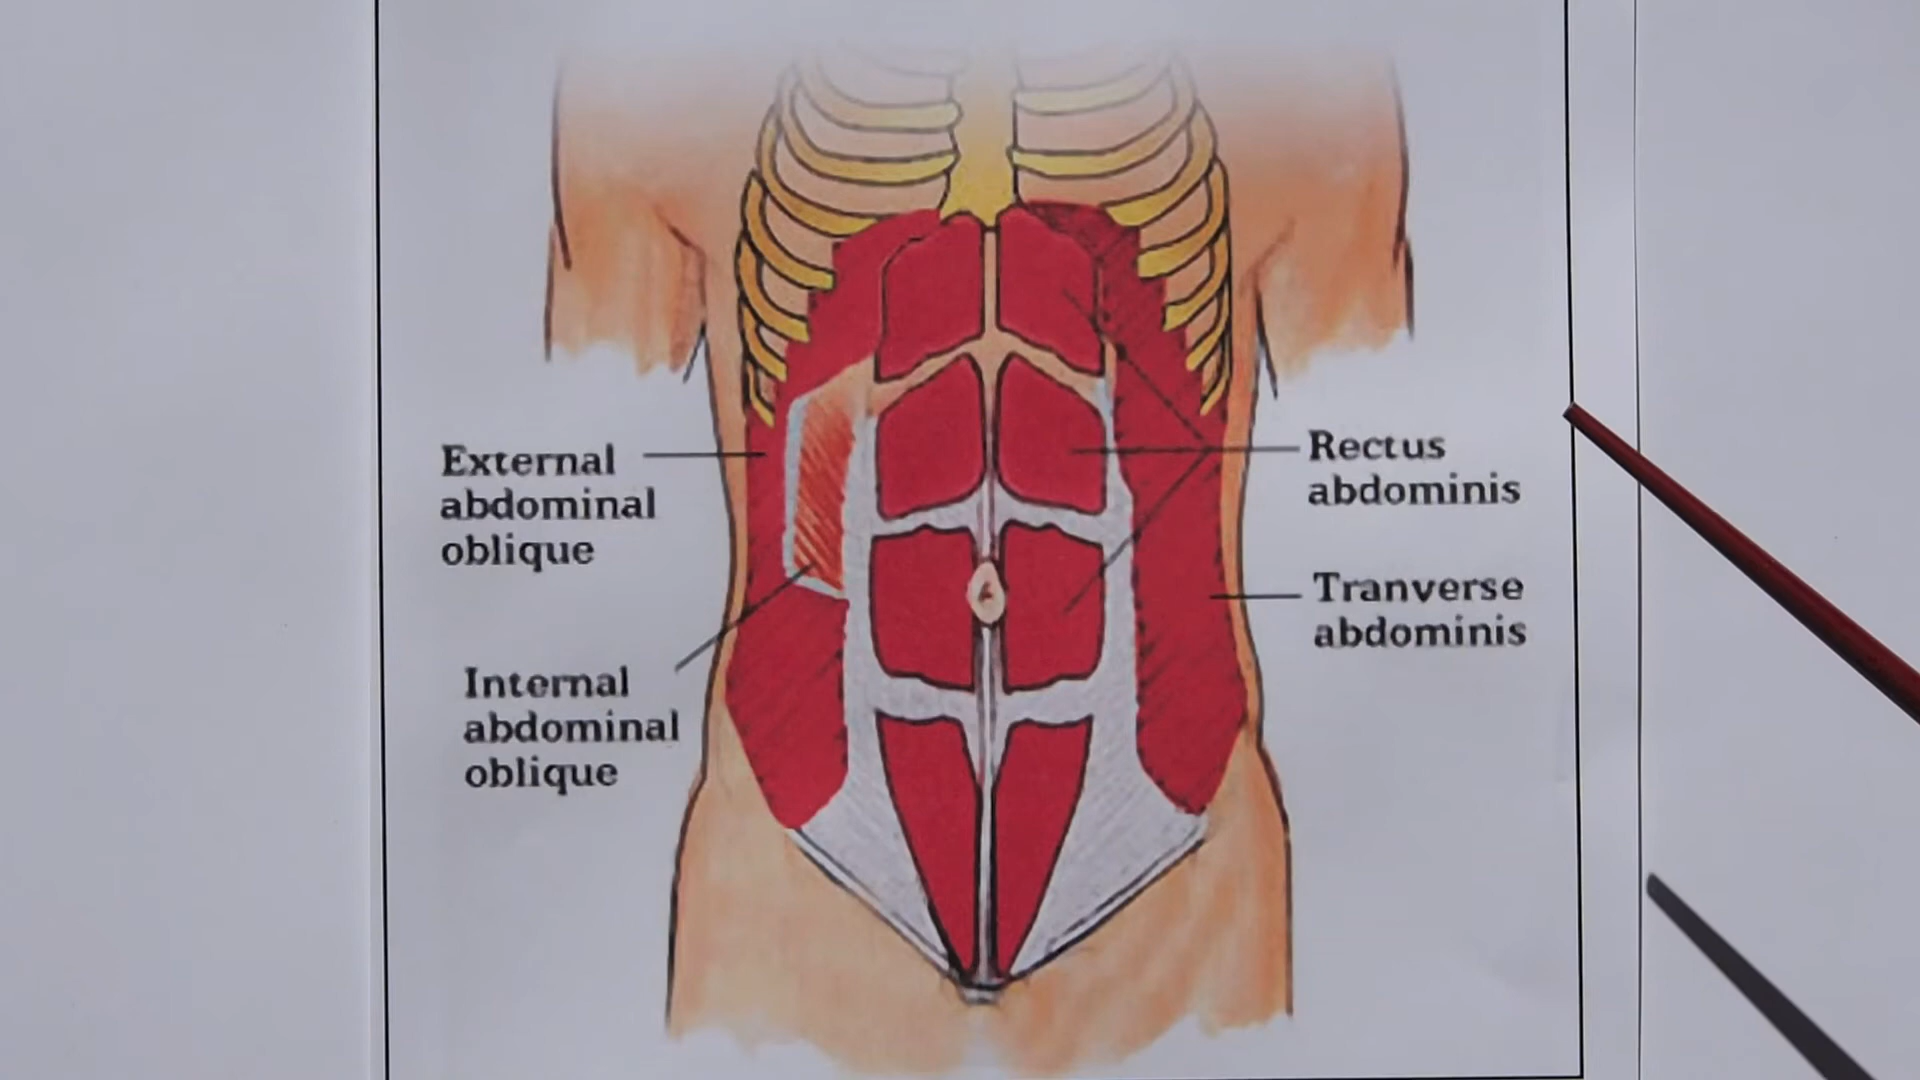 External
abdominal
oblique
Internal
abdominal
oblique
Rectus
abdominis
Tranverse
abdominis